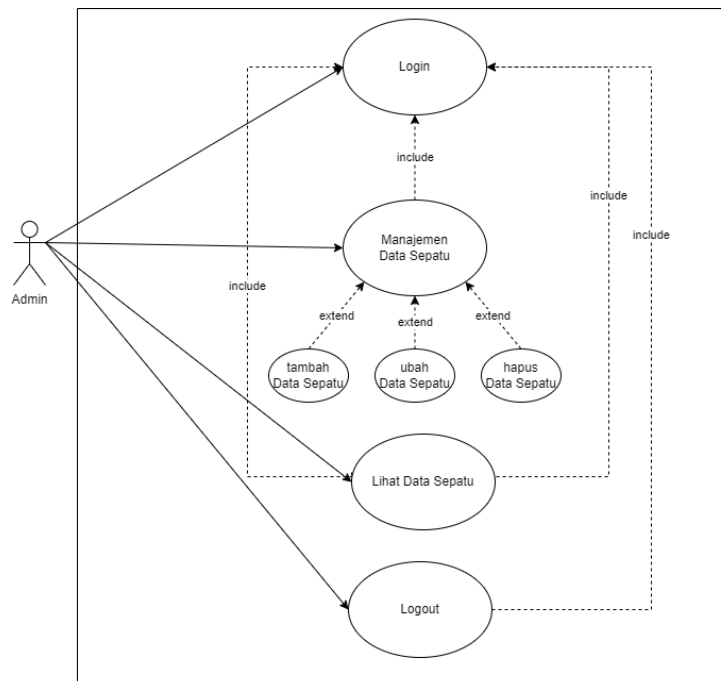 Login
include
include
include
Manajemen
Data Sepatu
Admin
include
extend
extend
extend
tambah
Data Sepatu
ubah
Data Sepatu
hapus
Data Sepatu
Lihat Data Sepatu
Logout